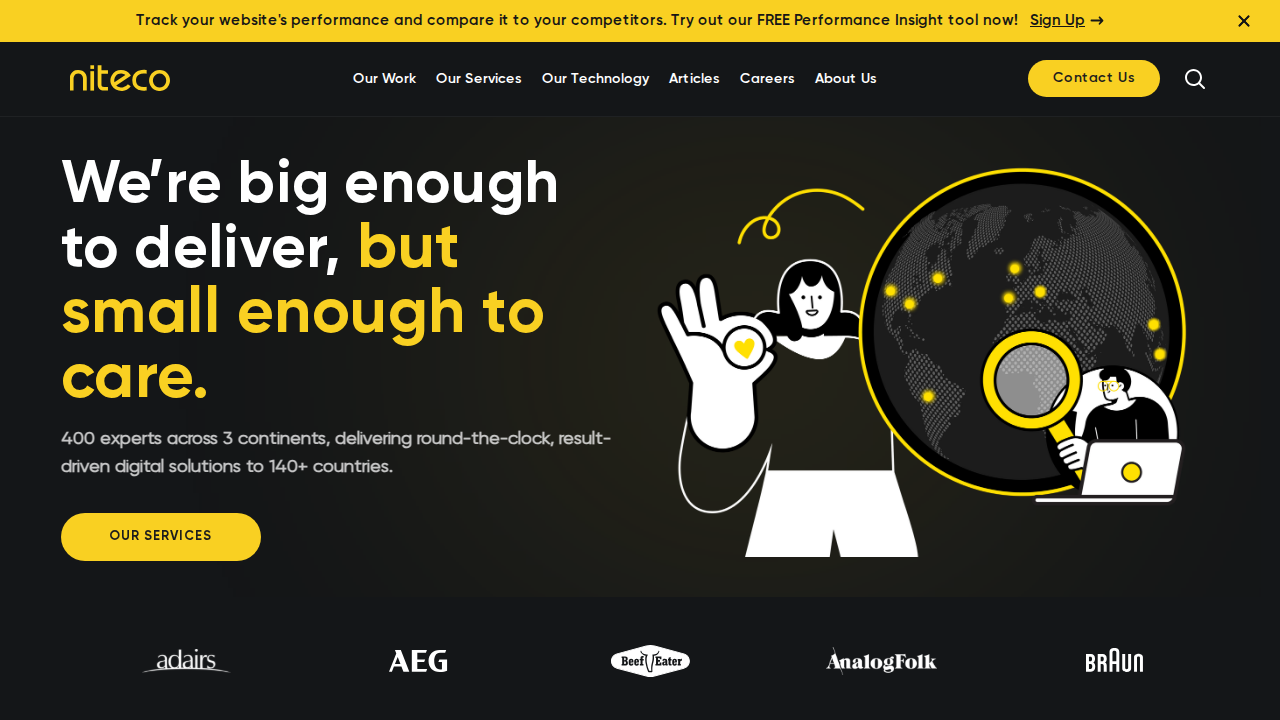 Track your website's performance and compare it to your competitors. Try out our FREE Performance Insight tool now! Sign Up →
niteco
Our Work Our Services Our Technology Articles Careers About Us
Contact Us
We're big enough
to deliver, but
small enough to
care.
400 experts across 3 continents, delivering round-the-clock, result-
driven digital solutions to 140+ countries.
OUR SERVICES
adairs AEG BeefEater AnalogFolk BRAUN